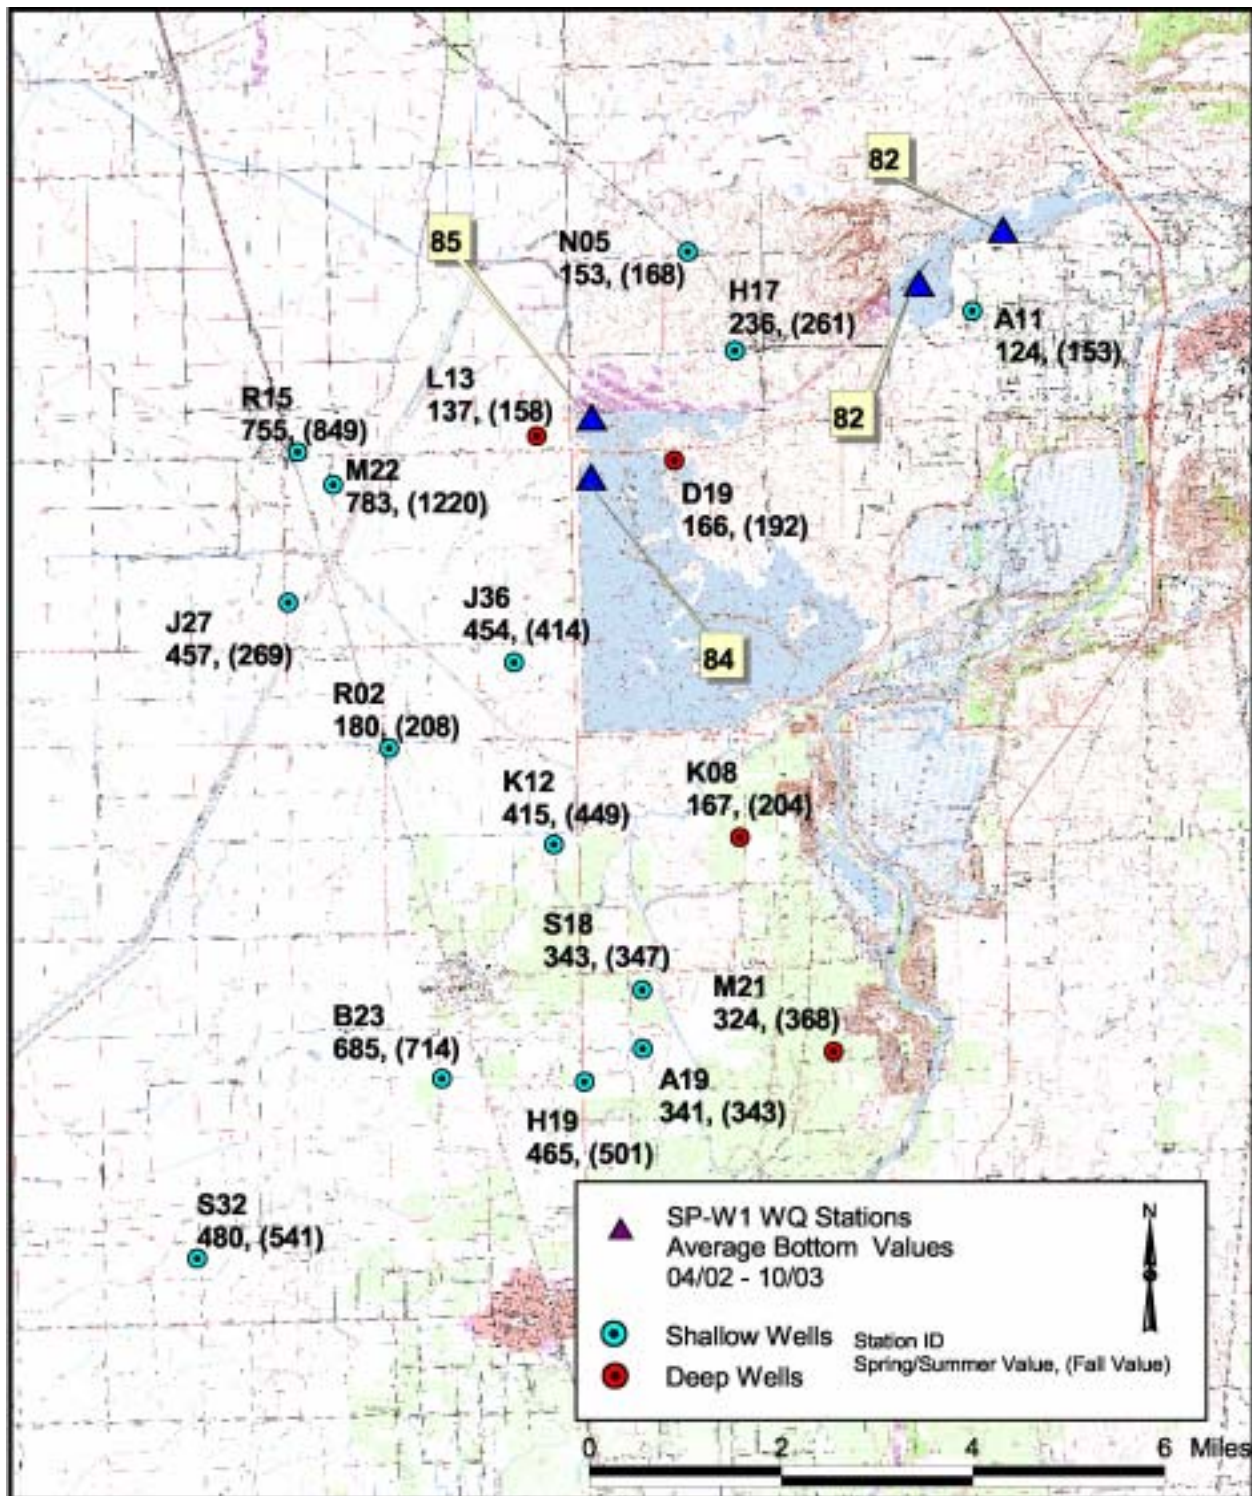 82
85
N05
153, (168)
H17
236, (261)
A11
124, (153)
L13
137, (158)
82
R15
755, (849)
M22
783, (1220)
D19
166, (192)
J36
454, (414)
J27
457, (269)
84
R02
180, (208)
K12
415, (449)
K08
167, (204)
S18
343, (347)
M21
324, (368)
B23
685, (714)
A19
341, (343)
H19
465, (501)
S32
480, (541)
SP-W1 WQ Stations
Average Bottom Values
04/02 - 10/03
N
Shallow Wells
Deep Wells
Station ID
Spring/Summer Value, (Fall Value)
0 2 4 6 Miles